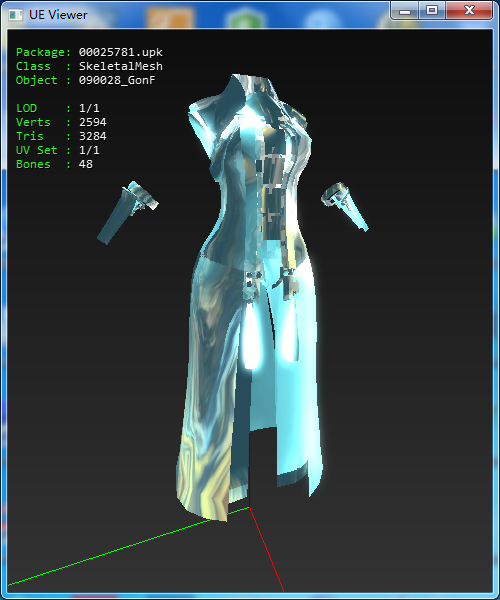 UE Viewer
Package: 00025781.upk
Class : SkeletalMesh
Object : 090028_GonF
LOD : 1/1
Verts : 2594
Tris : 3284
UV Set : 1/1
Bones : 48